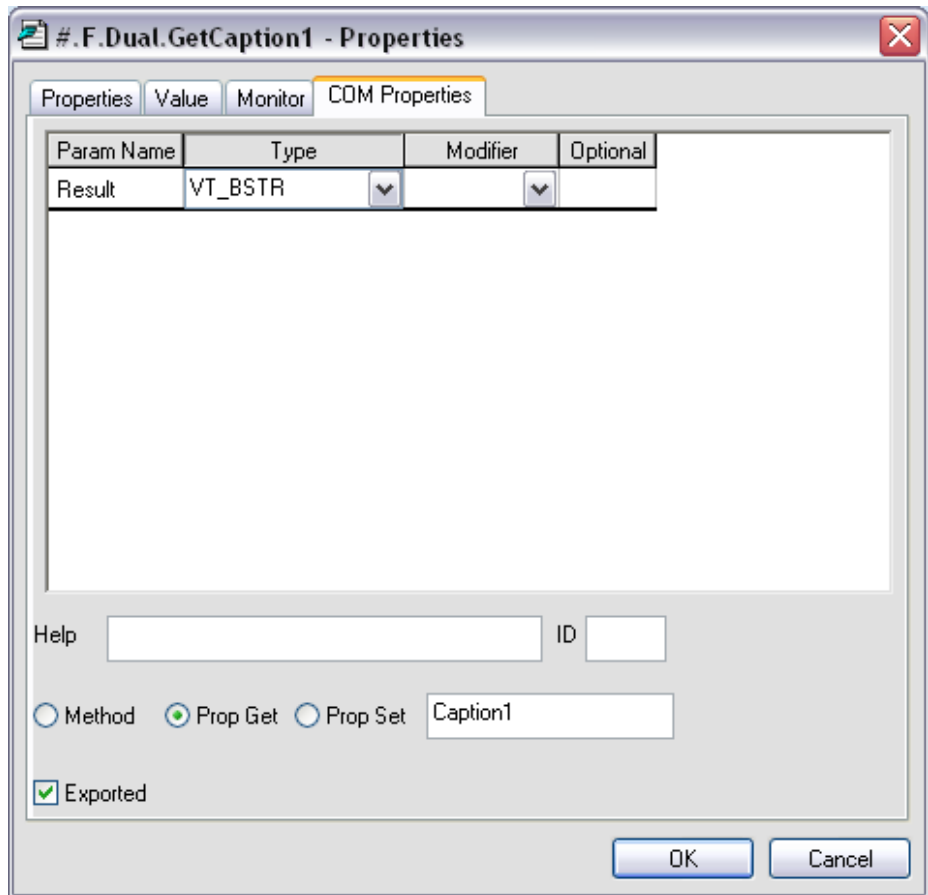 #.F.Dual.GetCaption1 - Properties
Properties Value Monitor COM Properties
Param Name Type Modifier Optional
Result VT_BSTR
Help ID
Method Prop Get Prop Set Caption1
Exported
OK Cancel